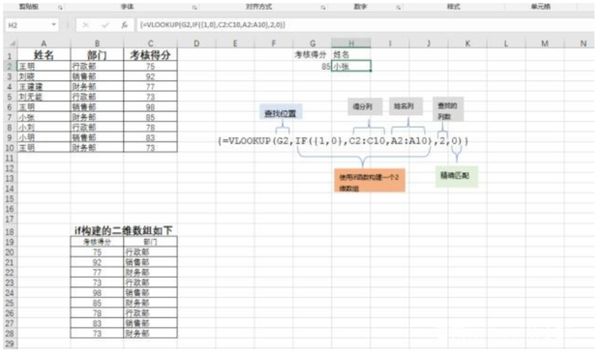 剪贴板 字体 对齐方式 数字 样式 单元格
H2 {=VLOOKUP(G2,IF({1,0},C2:C10,A2:A10),2,0)}
A B C D E F G H I J K L M N
1 姓名 部门 考核得分 考核得分 姓名
2 王明 行政部 75 85 小张
3 刘晓 销售部 92
4 王建建 财务部 77
5 刘无能 行政部 73
6 王明 销售部 98
7 小张 财务部 85
8 小刘 行政部 78
9 小明 销售部 83
10 王明 财务部 73
查找位置 得分列 姓名列 查找的列数
{=VLOOKUP(G2,IF({1,0},C2:C10,A2:A10),2,0)}
使用if函数构建一个2
维数组
精确匹配
11
12
13
14
15
18 if构建的二维数组如下
19 考核得分 部门
20 75 行政部
21 92 销售部
22 77 财务部
23 73 行政部
24 98 销售部
25 85 财务部
26 78 行政部
27 83 销售部
28 73 财务部
29